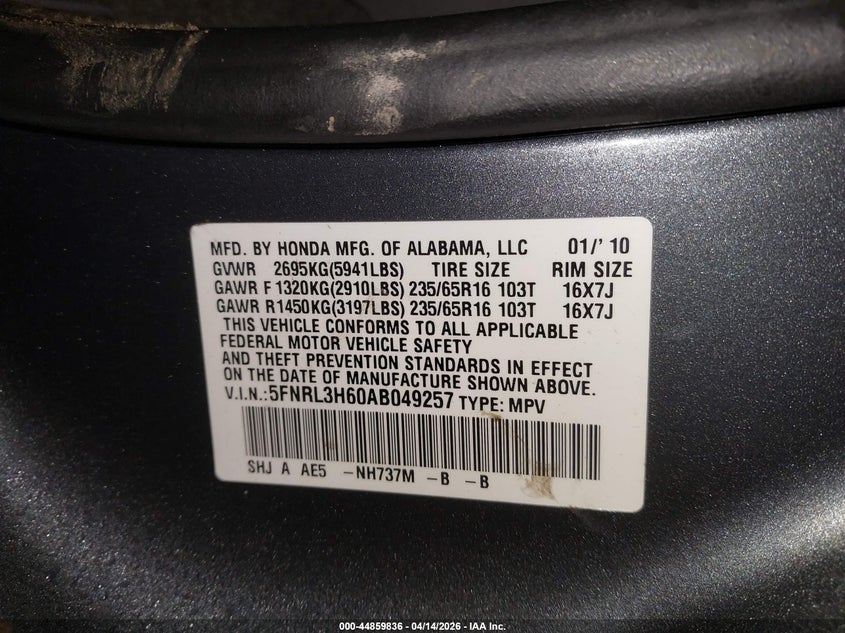 MFD. BY HONDA MFG. OF ALABAMA, LLC 01/' 10
GVWR 2695KG(5941LBS) TIRE SIZE RIM SIZE
GAWR F 1320KG(2910LBS) 235/65R16 103T 16X7J
GAWR R1450KG(3197LBS) 235/65R16 103T 16X7J
THIS VEHICLE CONFORMS TO ALL APPLICABLE
FEDERAL MOTOR VEHICLE SAFETY
AND THEFT PREVENTION STANDARDS IN EFFECT
ON THE DATE OF MANUFACTURE SHOWN ABOVE.
V.I.N.:5FNRL3H60AB049257 TYPE: MPV
SHJ A AE5 -NH737M -B -B
000-44859836 - 04/14/2026 - IAA Inc.